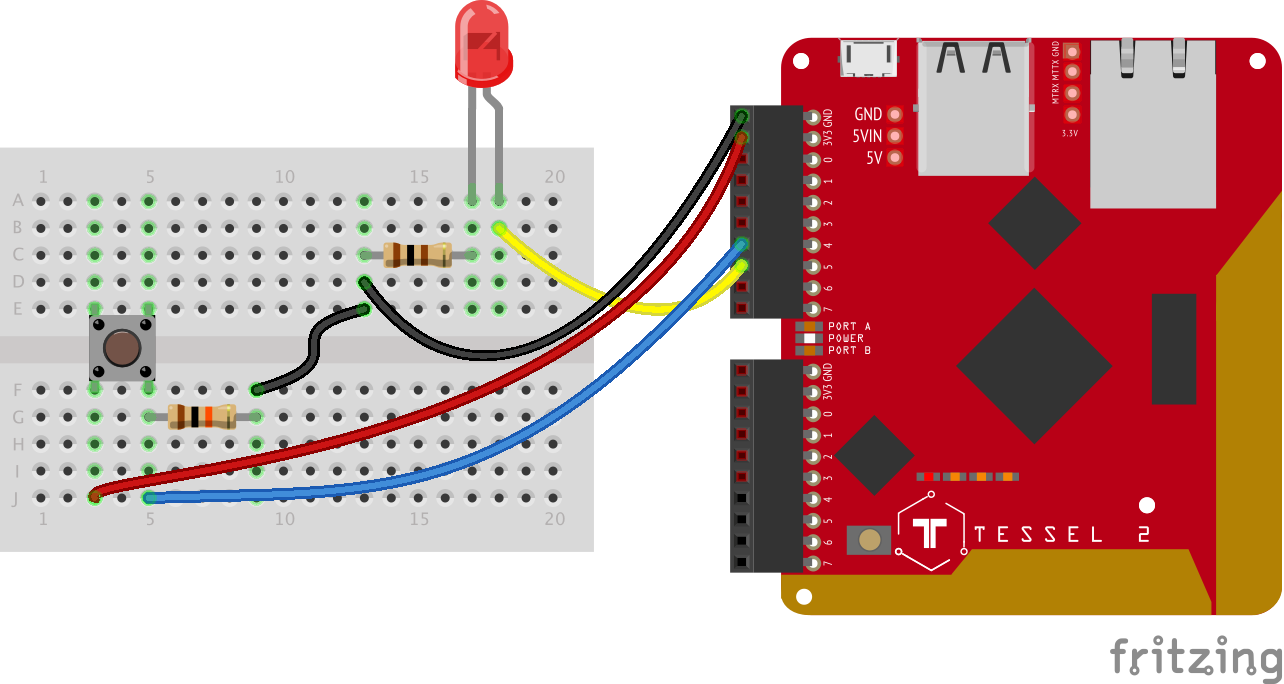 1 5 10 15 20
A
B
C
D
E
F
G
H
I
J
1 5 10 15 20
GND
3V3
0
1
2
3
4
5
6
7
PORT A
POWER
PORT B
GND
3V3
0
1
2
3
4
5
6
7
GND
5VIN
5V
MTRX MTTX GND
3.3V
TESSEL 2
fritzing